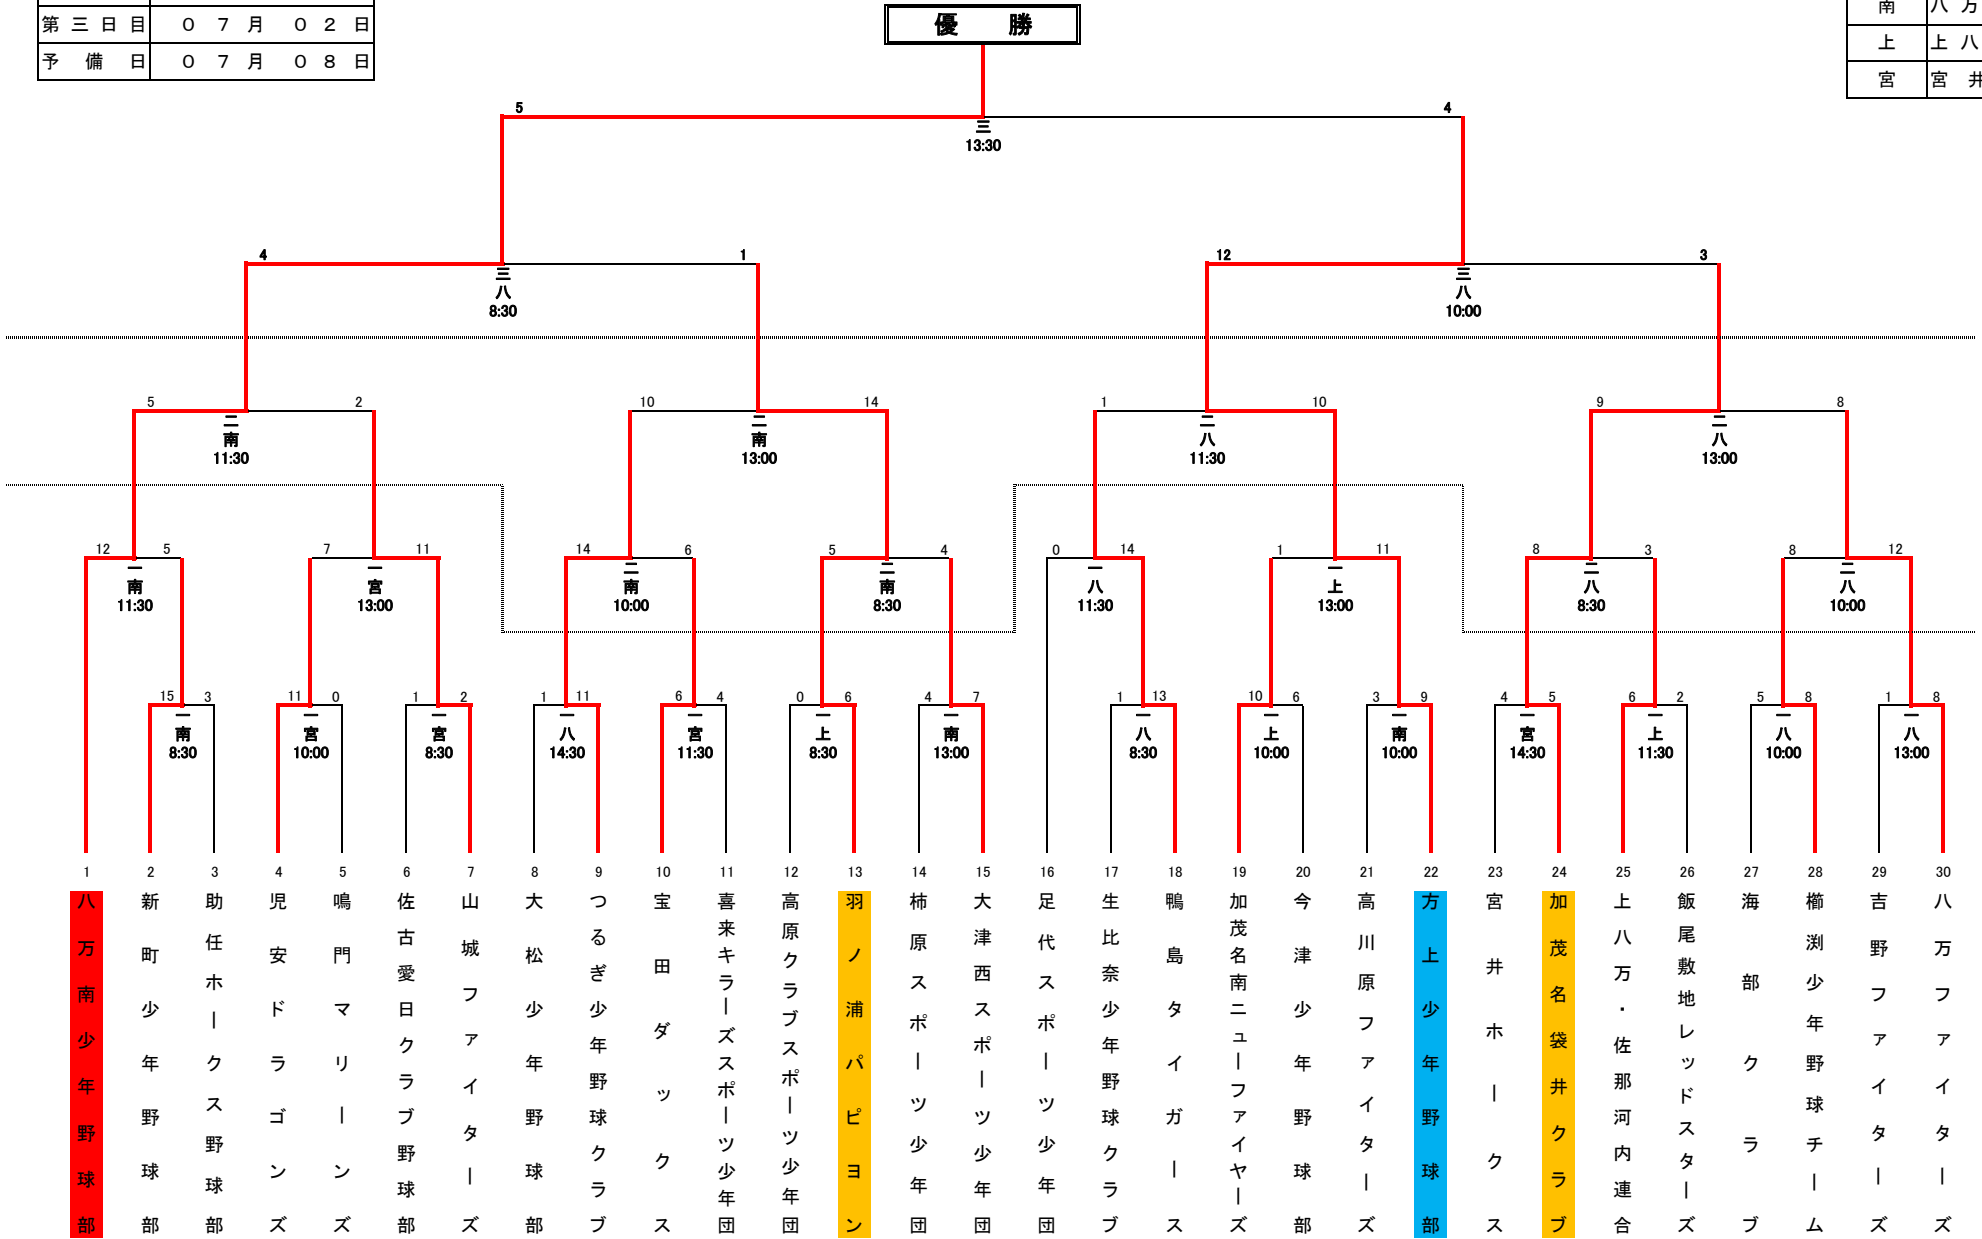 第三日目 ０７月０２日
予備日 ０７月０８日
優　勝
南 八万
上 上八
宮 宮井
5 4
三
13:30
4 1 12 3
三 三
八 八
8:30 10:00
5 2 10 14 1 10 9 8
二 二 二 二
南 南 八 八
11:30 13:00 11:30 13:00
12 5 7 11 14 6 5 4 0 14 1 11 8 3 8 12
一 一 二 二 一 一 二 二
南 宮 南 南 八 上 八 八
11:30 13:00 10:00 8:30 11:30 13:00 8:30 10:00
15 3 11 0 1 2 1 11 6 4 0 6 4 7 1 13 10 6 3 9 4 5 6 2 5 8 1 8
一 一 一 一 一 一 一 一 一 一 一 一 一 一
南 宮 宮 八 宮 上 南 八 上 南 宮 上 八 八
8:30 10:00 8:30 14:30 11:30 8:30 13:00 8:30 10:00 10:00 14:30 11:30 10:00 13:00
1 八万南少年野球部
2 新町少年野球部
3 助任ホークス野球部
4 児安ドラゴンズ
5 鳴門マリーンズ
6 佐古愛日クラブ野球部
7 山城ファイターズ
8 大松少年野球部
9 つるぎ少年野球クラブ
10 宝田ダックス
11 喜来キラーズスポーツ少年団
12 高原クラブスポーツ少年団
13 羽ノ浦パピヨン
14 柿原スポーツ少年団
15 大津西スポーツ少年団
16 足代スポーツ少年団
17 生比奈少年野球クラブ
18 鴨島タイガース
19 加茂名南ニューファイヤーズ
20 今津少年野球部
21 高川原ファイターズ
22 方上少年野球部
23 宮井ホークス
24 加茂名袋井クラブ
25 上八万・佐那河内連合
26 飯尾敷地レッドスターズ
27 海部クラブ
28 櫛渕少年野球チーム
29 吉野ファイターズ
30 八万ファイターズ